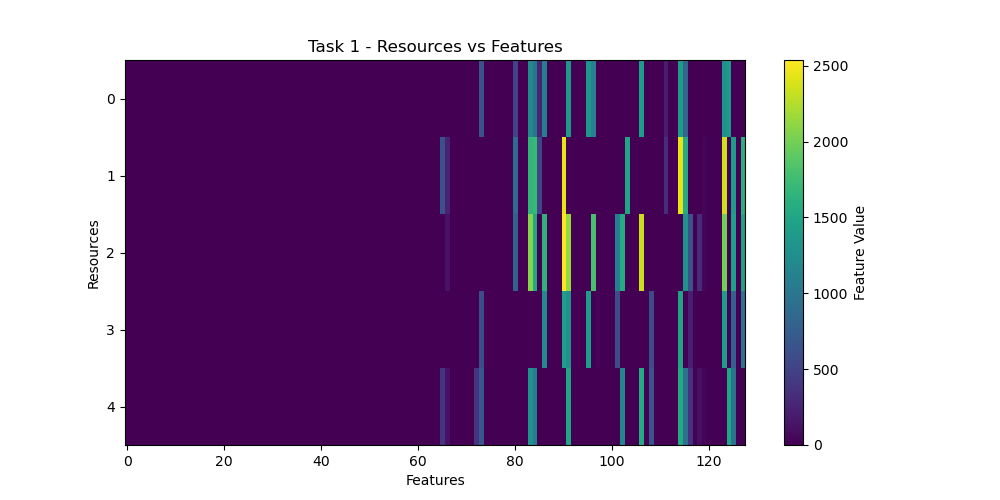 Task 1 - Resources vs Features
Resources
0
1
2
3
4
0 20 40 60 80 100 120
Features
2500
2000
1500
1000
500
0
Feature Value